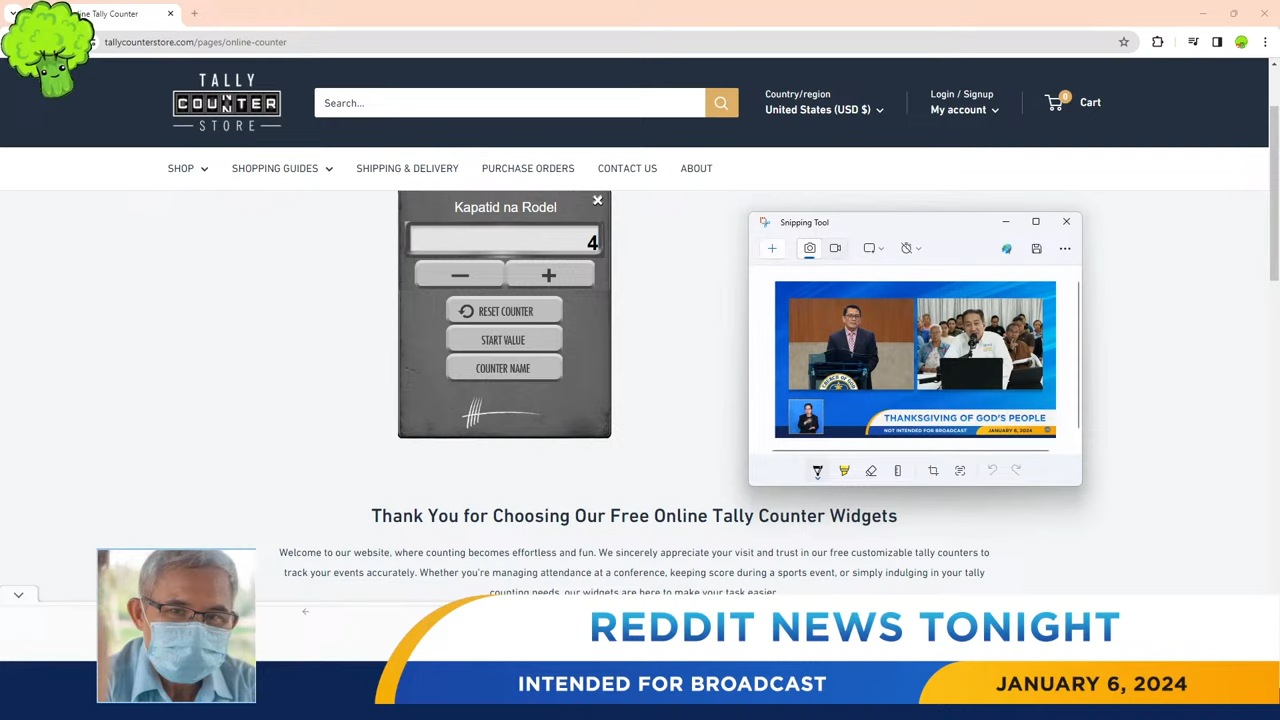 nline Tally Counter
tallycounterstore.com/pages/online-counter
TALLY
COUNTER
STORE
Search...
Country/region
United States (USD $)
Login / Signup
My account
0
Cart
SHOP
SHOPPING GUIDES
SHIPPING & DELIVERY
PURCHASE ORDERS
CONTACT US
ABOUT
Kapatid na Rodel
4
RESET COUNTER
START VALUE
COUNTER NAME
Snipping Tool
THANKSGIVING OF GOD'S PEOPLE
NOT INTENDED FOR BROADCAST
JANUARY 6, 2024
Thank You for Choosing Our Free Online Tally Counter Widgets
Welcome to our website, where counting becomes effortless and fun. We sincerely appreciate your visit and trust in our free customizable tally counters to
track your events accurately. Whether you're managing attendance at a conference, keeping score during a sports event, or simply indulging in your tally
counting needs, our widgets are here to make your task easier.
REDDIT NEWS TONIGHT
INTENDED FOR BROADCAST
JANUARY 6, 2024